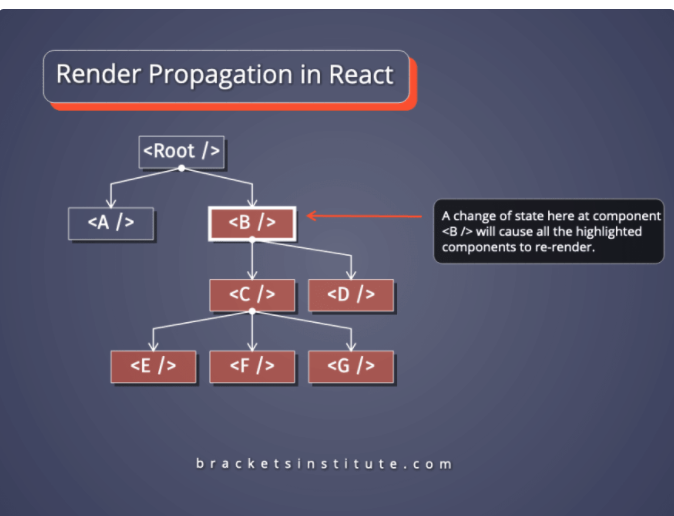 Render Propagation in React
<Root />
<A />
<B />
A change of state here at component
<B /> will cause all the highlighted
components to re-render.
<C />
<D />
<E />
<F />
<G />
bracketsinstitute.com